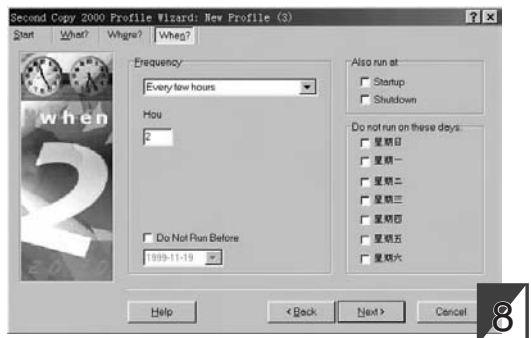 Second Copy 2000 Profile Wizard: New Profile (3)
Start What? Where? When?
Frequency
Every few hours
Hou
2
Do Not Run Before
1999-11-19
Also run at
Startup
Shutdown
Do not run on these days:
星期日
星期一
星期二
星期三
星期四
星期五
星期六
when
2
2000
Help <Back Next> Cancel
8